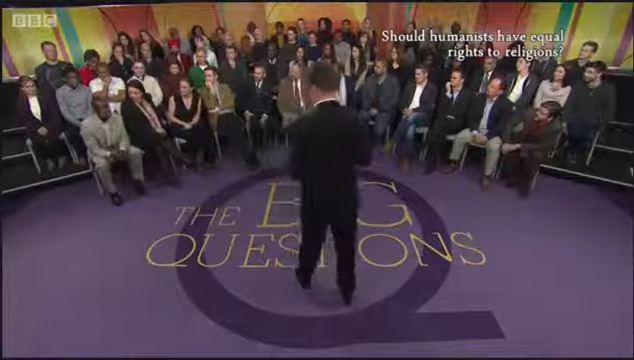 BBC
Should humanists have equal
rights to religions?
THE BIG
QUESTIONS